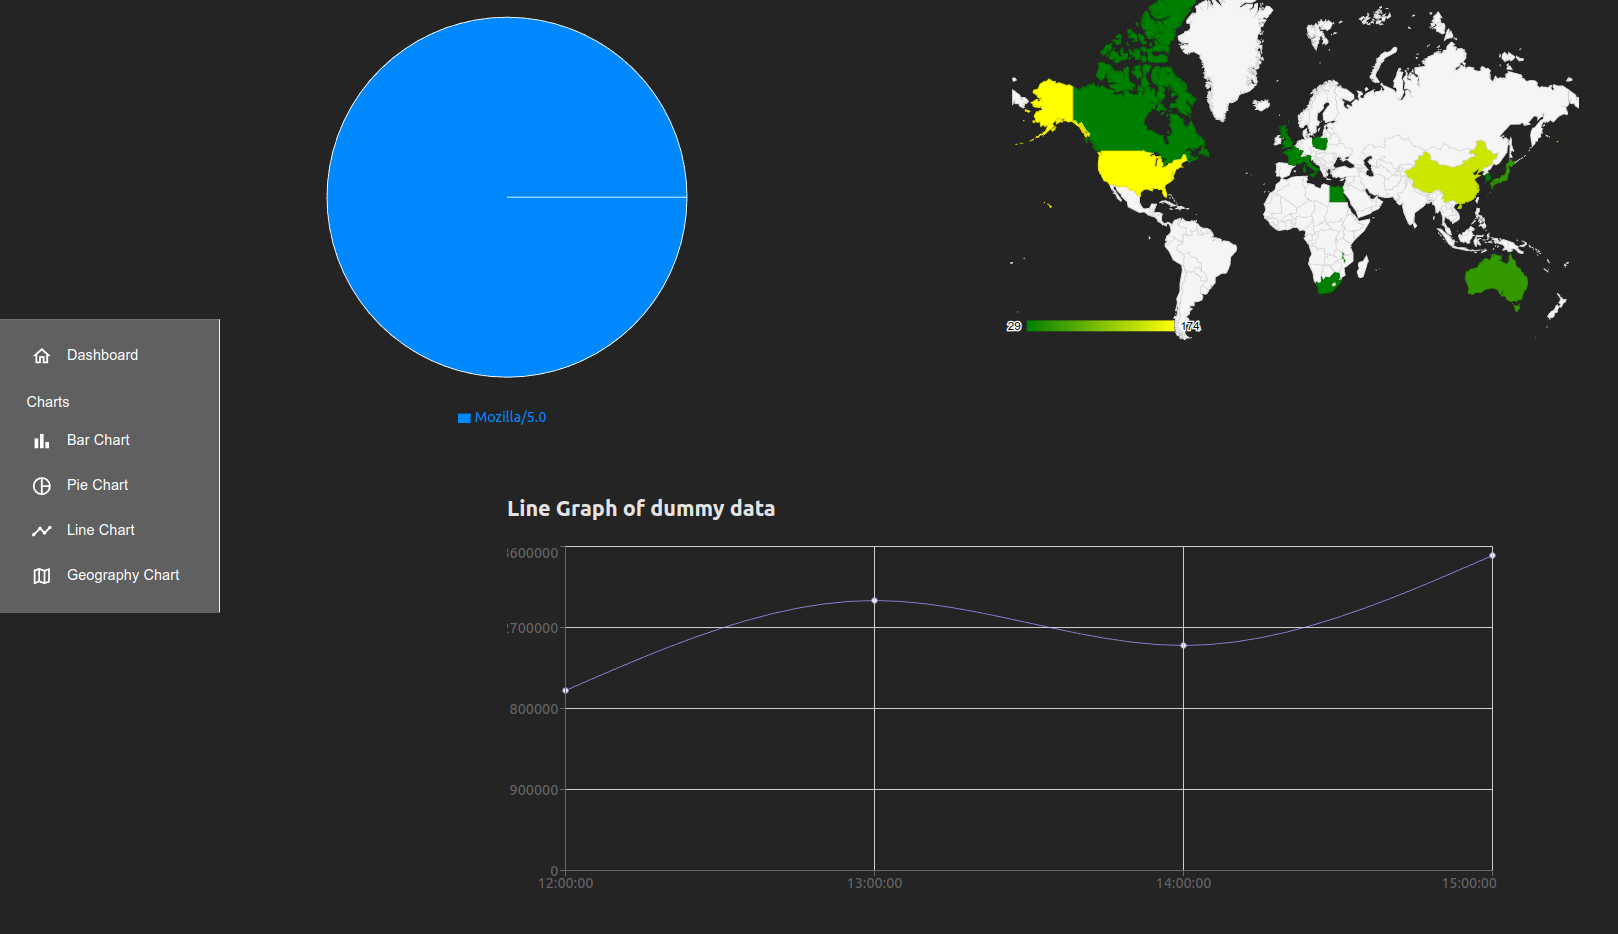 29
174
Dashboard
Charts
Bar Chart
Pie Chart
Line Chart
Geography Chart
Mozilla/5.0
Line Graph of dummy data
600000
2700000
800000
900000
0
12:00:00
13:00:00
14:00:00
15:00:00